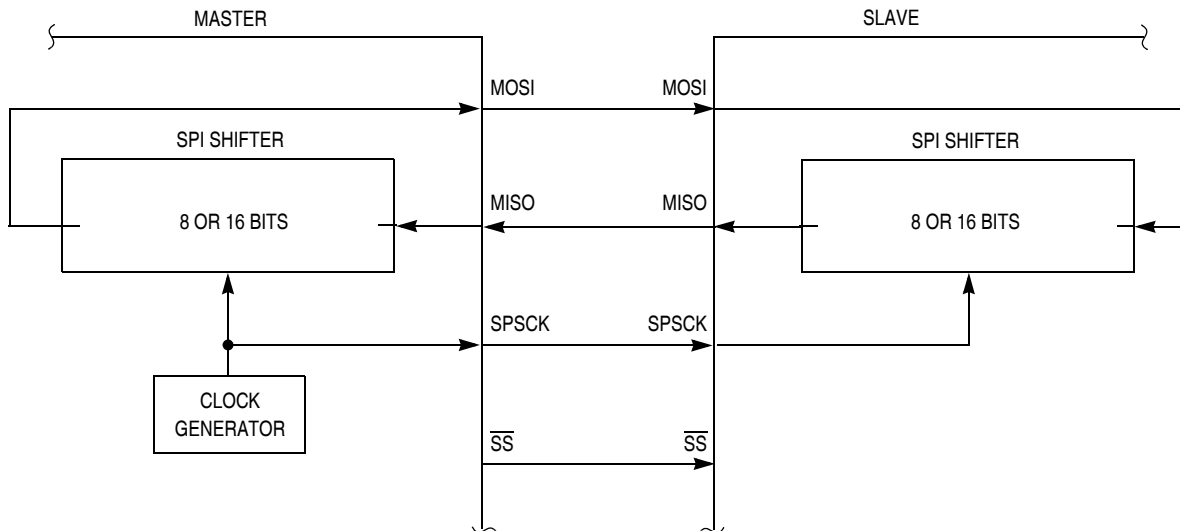 MASTER
SLAVE
MOSI
MOSI
SPI SHIFTER
SPI SHIFTER
8 OR 16 BITS
MISO
MISO
8 OR 16 BITS
SPSCK
SPSCK
CLOCK
GENERATOR
SS
SS